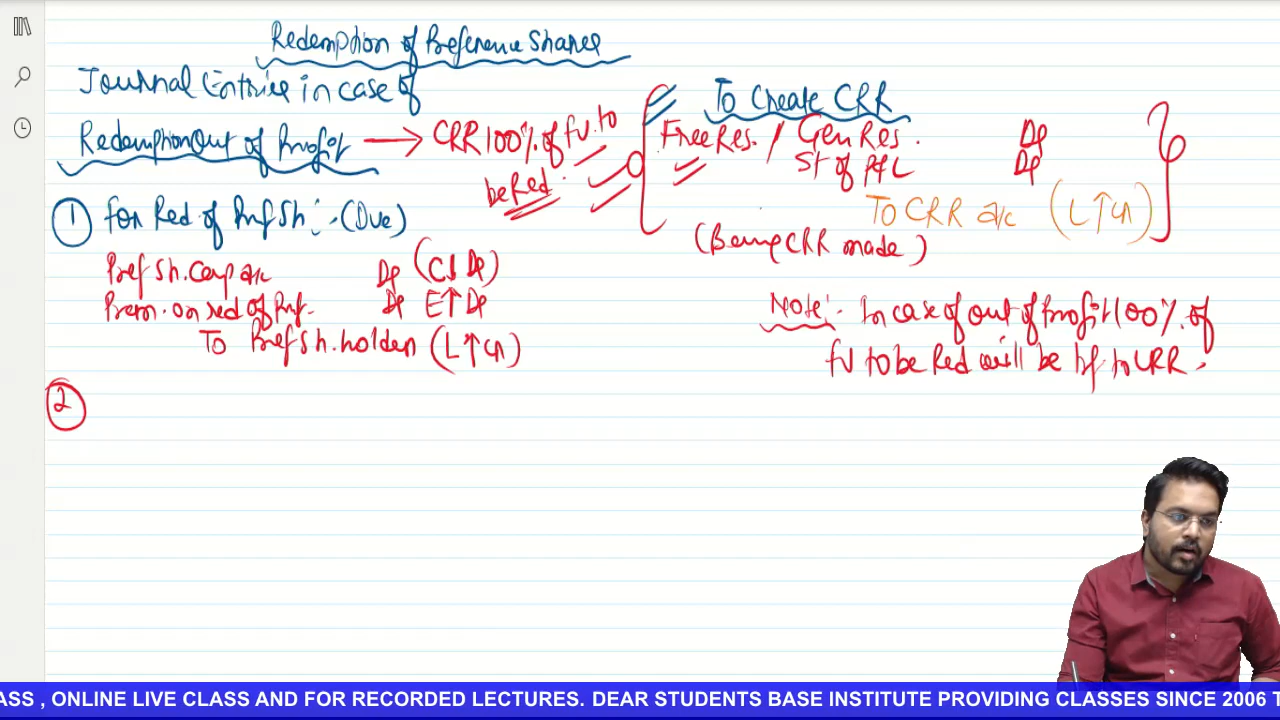 Redemption of Preference Shares
Journal Entries in case of
Redemption Out of Profit → CRR 100% of FV. to
be Red.
① For Red of Pref Sh :- (Due)
Pref Sh. Cap a/c Dr (C↓ Dr)
Prem. on red of Pref. Dr E↑ Dr
To Pref Sh. holders (L↑ Cr)
②
To Create CRR
Free Res. / Gen Res. Dr
St of P/L Dr
To CRR a/c (L↑ Cr)
(Being CRR made)
Note:- In case of out of Profit 100% of
FV to be Red will be trf. to CRR.
ASS , ONLINE LIVE CLASS AND FOR RECORDED LECTURES. DEAR STUDENTS BASE INSTITUTE PROVIDING CLASSES SINCE 2006 T